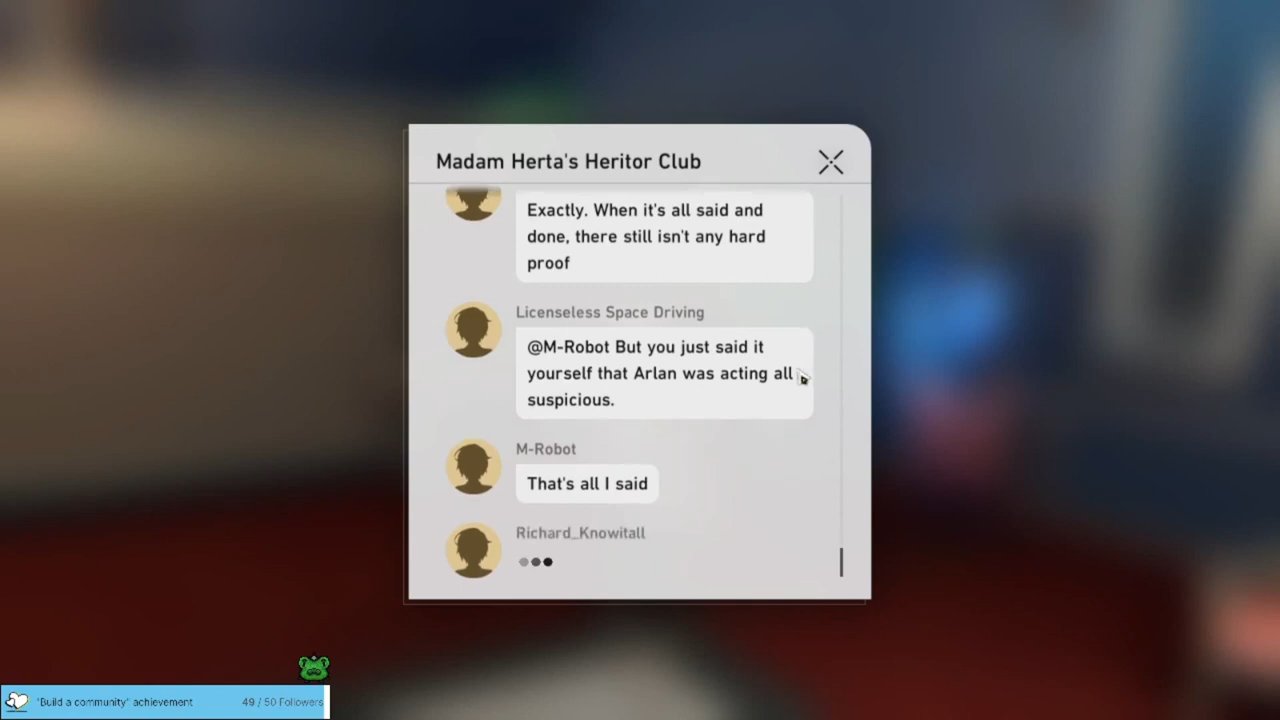 Madam Herta's Heritor Club
Exactly. When it's all said and
done, there still isn't any hard
proof
Licenseless Space Driving
@M-Robot But you just said it
yourself that Arlan was acting all
suspicious.
M-Robot
That's all I said
Richard_Knowitall
"Build a community" achievement
49 / 50 Followers